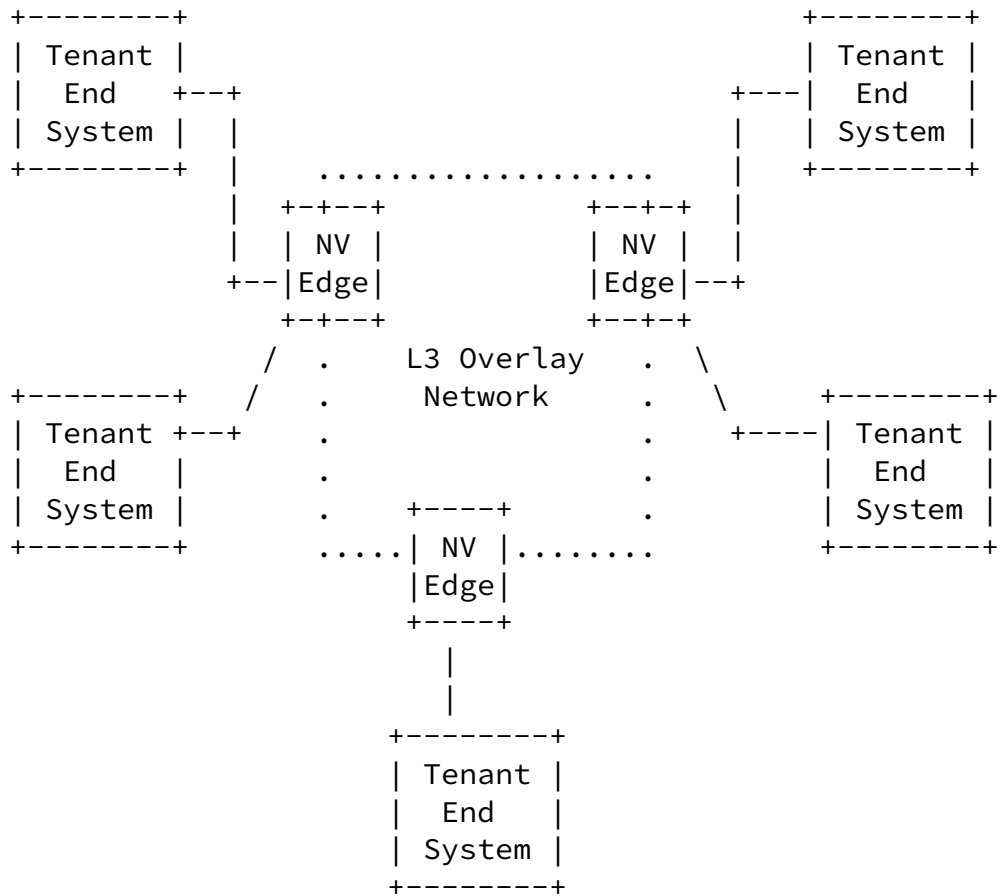 Tenant
End
System
Tenant
End
System
NV
Edge
NV
Edge
L3 Overlay
Network
Tenant
End
System
Tenant
End
System
NV
Edge
Tenant
End
System